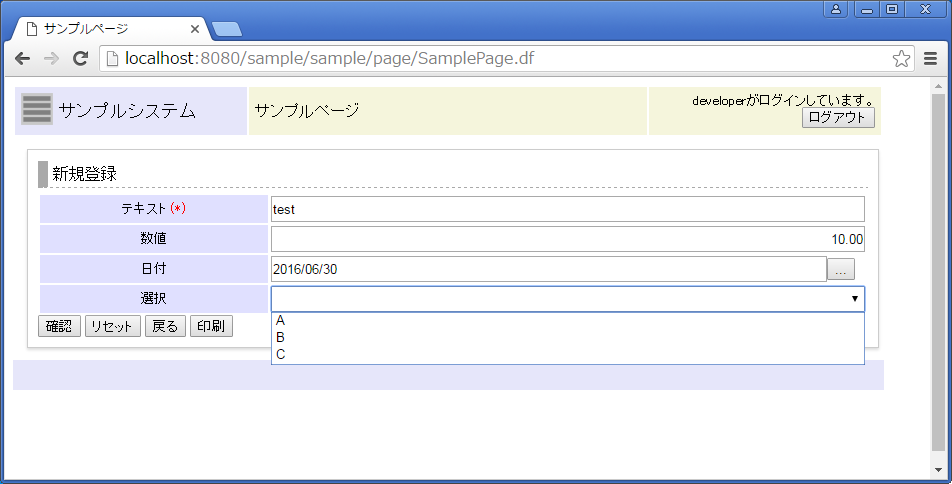 サンプルページ
localhost:8080/sample/sample/page/SamplePage.df
サンプルシステム
サンプルページ
developerがログインしています。
ログアウト
新規登録
テキスト(*)
test
数値
10.00
日付
2016/06/30
...
選択
A
B
C
確認 リセット 戻る 印刷